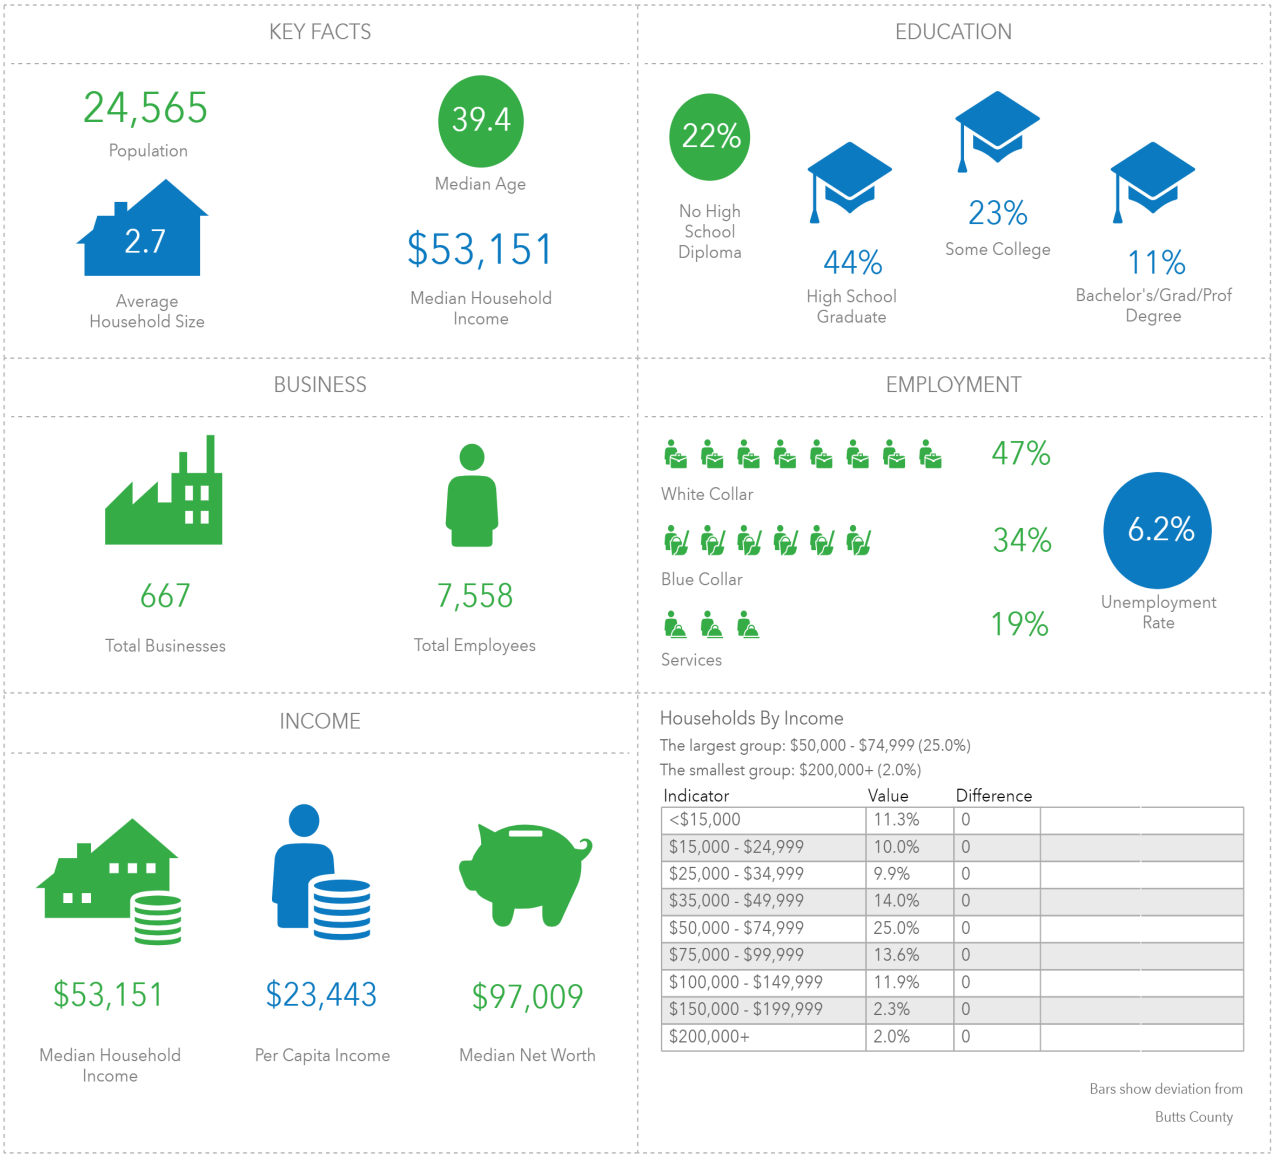 KEY FACTS
24,565
Population
39.4
Median Age
2.7
Average
Household Size
$53,151
Median Household
Income
EDUCATION
22%
No High
School
Diploma
44%
High School
Graduate
23%
Some College
11%
Bachelor's/Grad/Prof
Degree
BUSINESS
667
Total Businesses
7,558
Total Employees
EMPLOYMENT
47%
White Collar
34%
Blue Collar
19%
Services
6.2%
Unemployment
Rate
INCOME
$53,151
Median Household
Income
$23,443
Per Capita Income
$97,009
Median Net Worth
Households By Income
The largest group: $50,000 - $74,999 (25.0%)
The smallest group: $200,000+ (2.0%)
Indicator Value Difference
<$15,000 11.3% 0
$15,000 - $24,999 10.0% 0
$25,000 - $34,999 9.9% 0
$35,000 - $49,999 14.0% 0
$50,000 - $74,999 25.0% 0
$75,000 - $99,999 13.6% 0
$100,000 - $149,999 11.9% 0
$150,000 - $199,999 2.3% 0
$200,000+ 2.0% 0
Bars show deviation from
Butts County